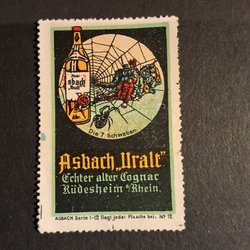 Asbach
Uralt
Die 7 Schwaben.
Asbach „Uralt"
Echter alter Cognac
Rüdesheim a/Rhein.
ASBACH Serie 1-12 liegt jeder Flasche bei. Nº 12.